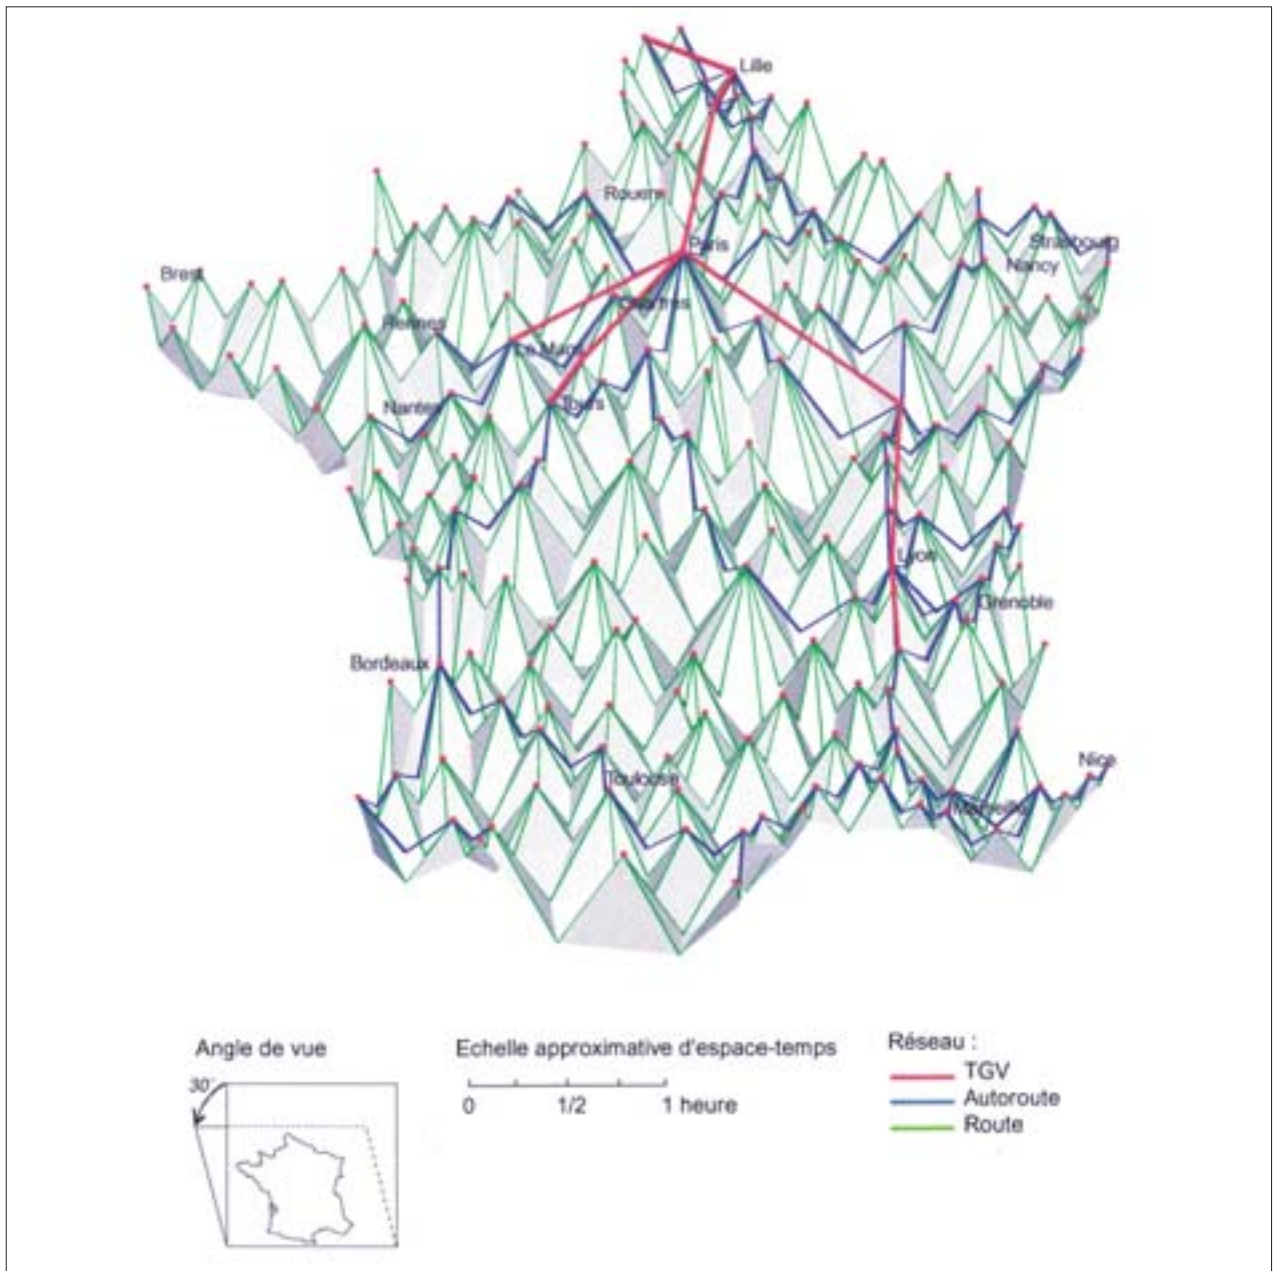 Lille
Rouen
Paris
Strasbourg
Nancy
Brest
Chartres
Rennes
Le Mans
Nantes
Tours
Lyon
Grenoble
Bordeaux
Nice
Toulouse
Marseille
Angle de vue
30°
Echelle approximative d'espace-temps
0 1/2 1 heure
Réseau :
TGV
Autoroute
Route